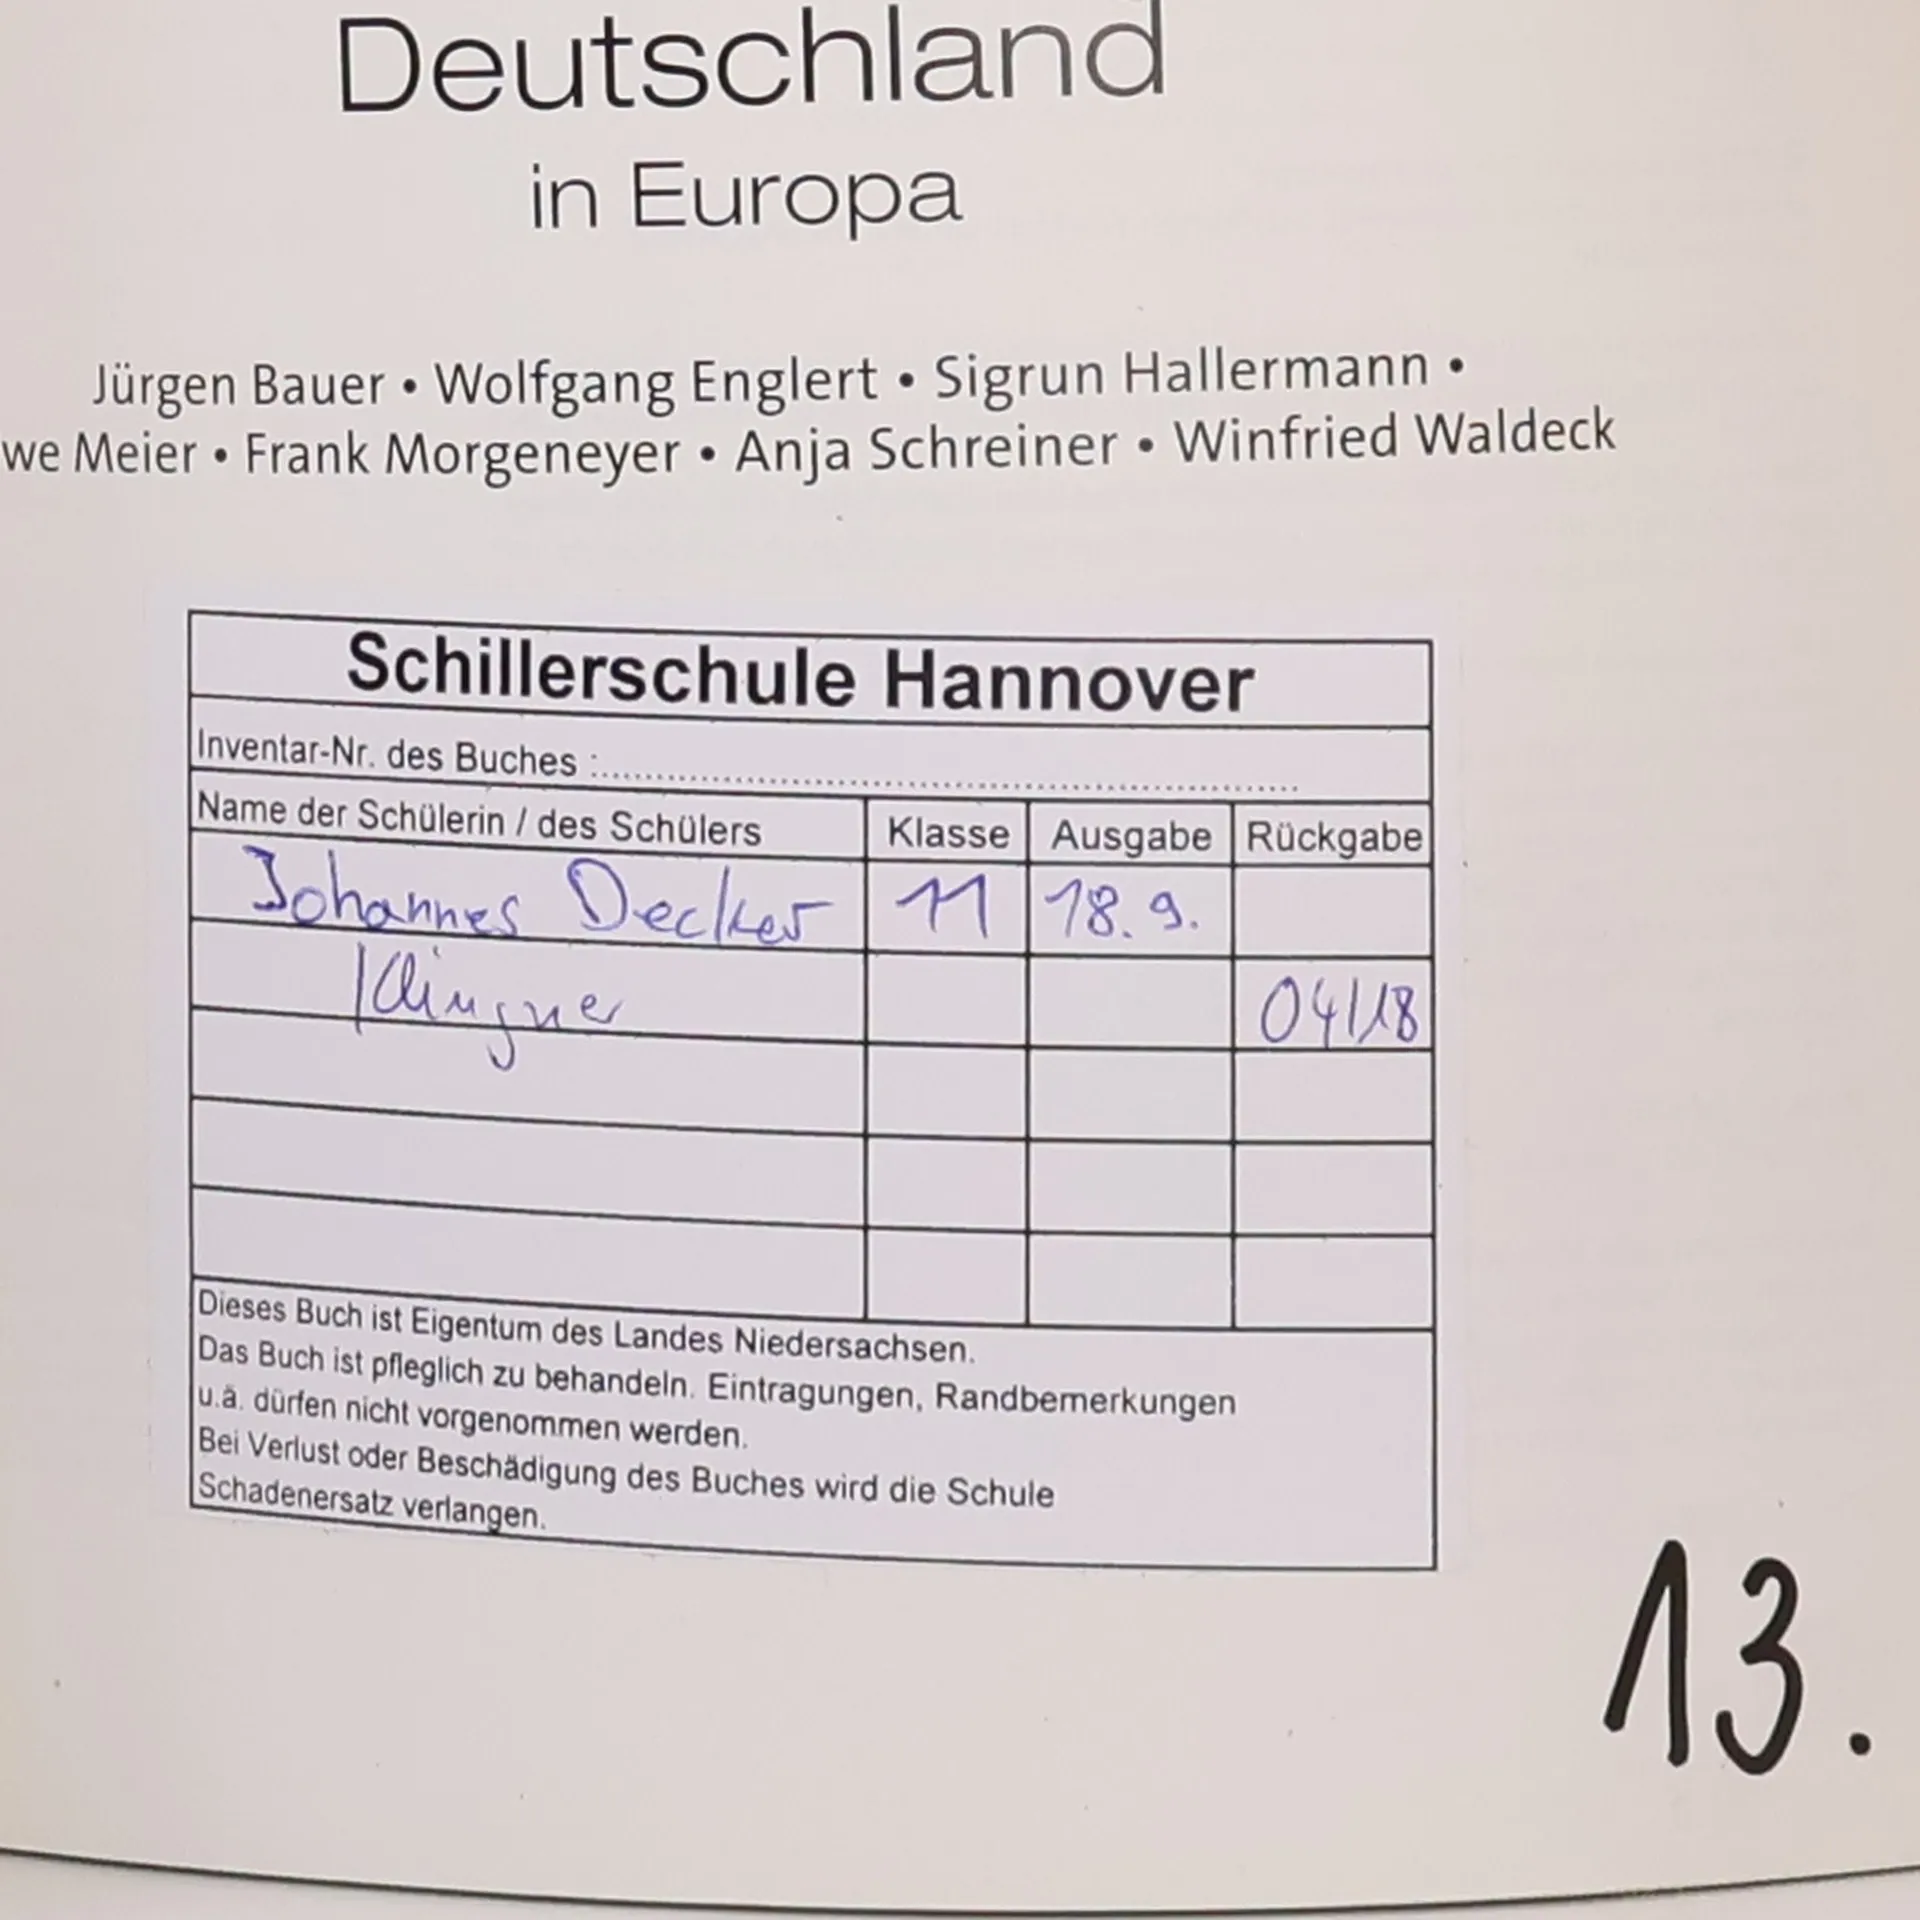 Deutschland
in Europa
Jürgen Bauer • Wolfgang Englert • Sigrun Hallermann •
we Meier • Frank Morgeneyer • Anja Schreiner • Winfried Waldeck
Schillerschule Hannover
Inventar-Nr. des Buches :
Name der Schülerin / des Schülers Klasse Ausgabe Rückgabe
Johannes Decker 11 18.9.
Klingner 04/18
Dieses Buch ist Eigentum des Landes Niedersachsen.
Das Buch ist pfleglich zu behandeln. Eintragungen, Randbemerkungen
u.ä. dürfen nicht vorgenommen werden.
Bei Verlust oder Beschädigung des Buches wird die Schule
Schadenersatz verlangen.
13.